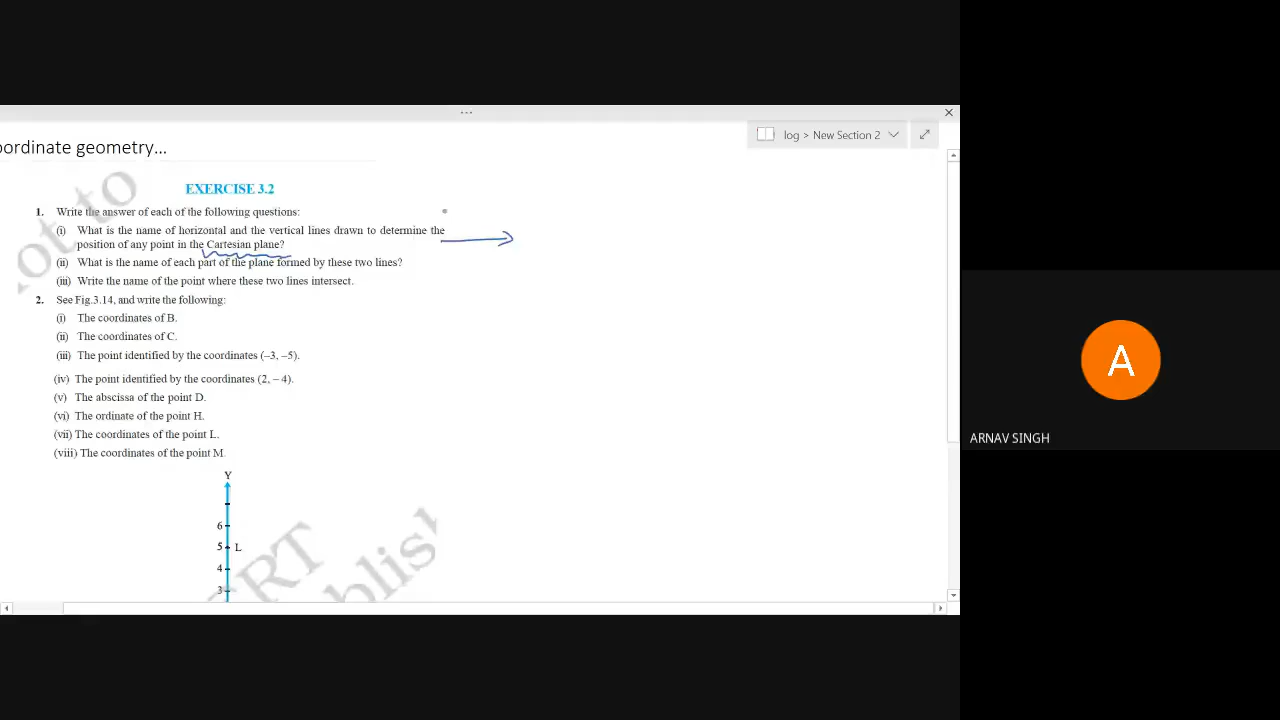 ...
log > New Section 2
oordinate geometry...
EXERCISE 3.2
1. Write the answer of each of the following questions:
(i) What is the name of horizontal and the vertical lines drawn to determine the
position of any point in the Cartesian plane?
(ii) What is the name of each part of the plane formed by these two lines?
(iii) Write the name of the point where these two lines intersect.
2. See Fig.3.14, and write the following:
(i) The coordinates of B.
(ii) The coordinates of C.
(iii) The point identified by the coordinates (–3, –5).
(iv) The point identified by the coordinates (2, – 4).
(v) The abscissa of the point D.
(vi) The ordinate of the point H.
(vii) The coordinates of the point L.
(viii) The coordinates of the point M.
Y
6
5 L
4
3
not to
ERT
blish
A
ARNAV SINGH